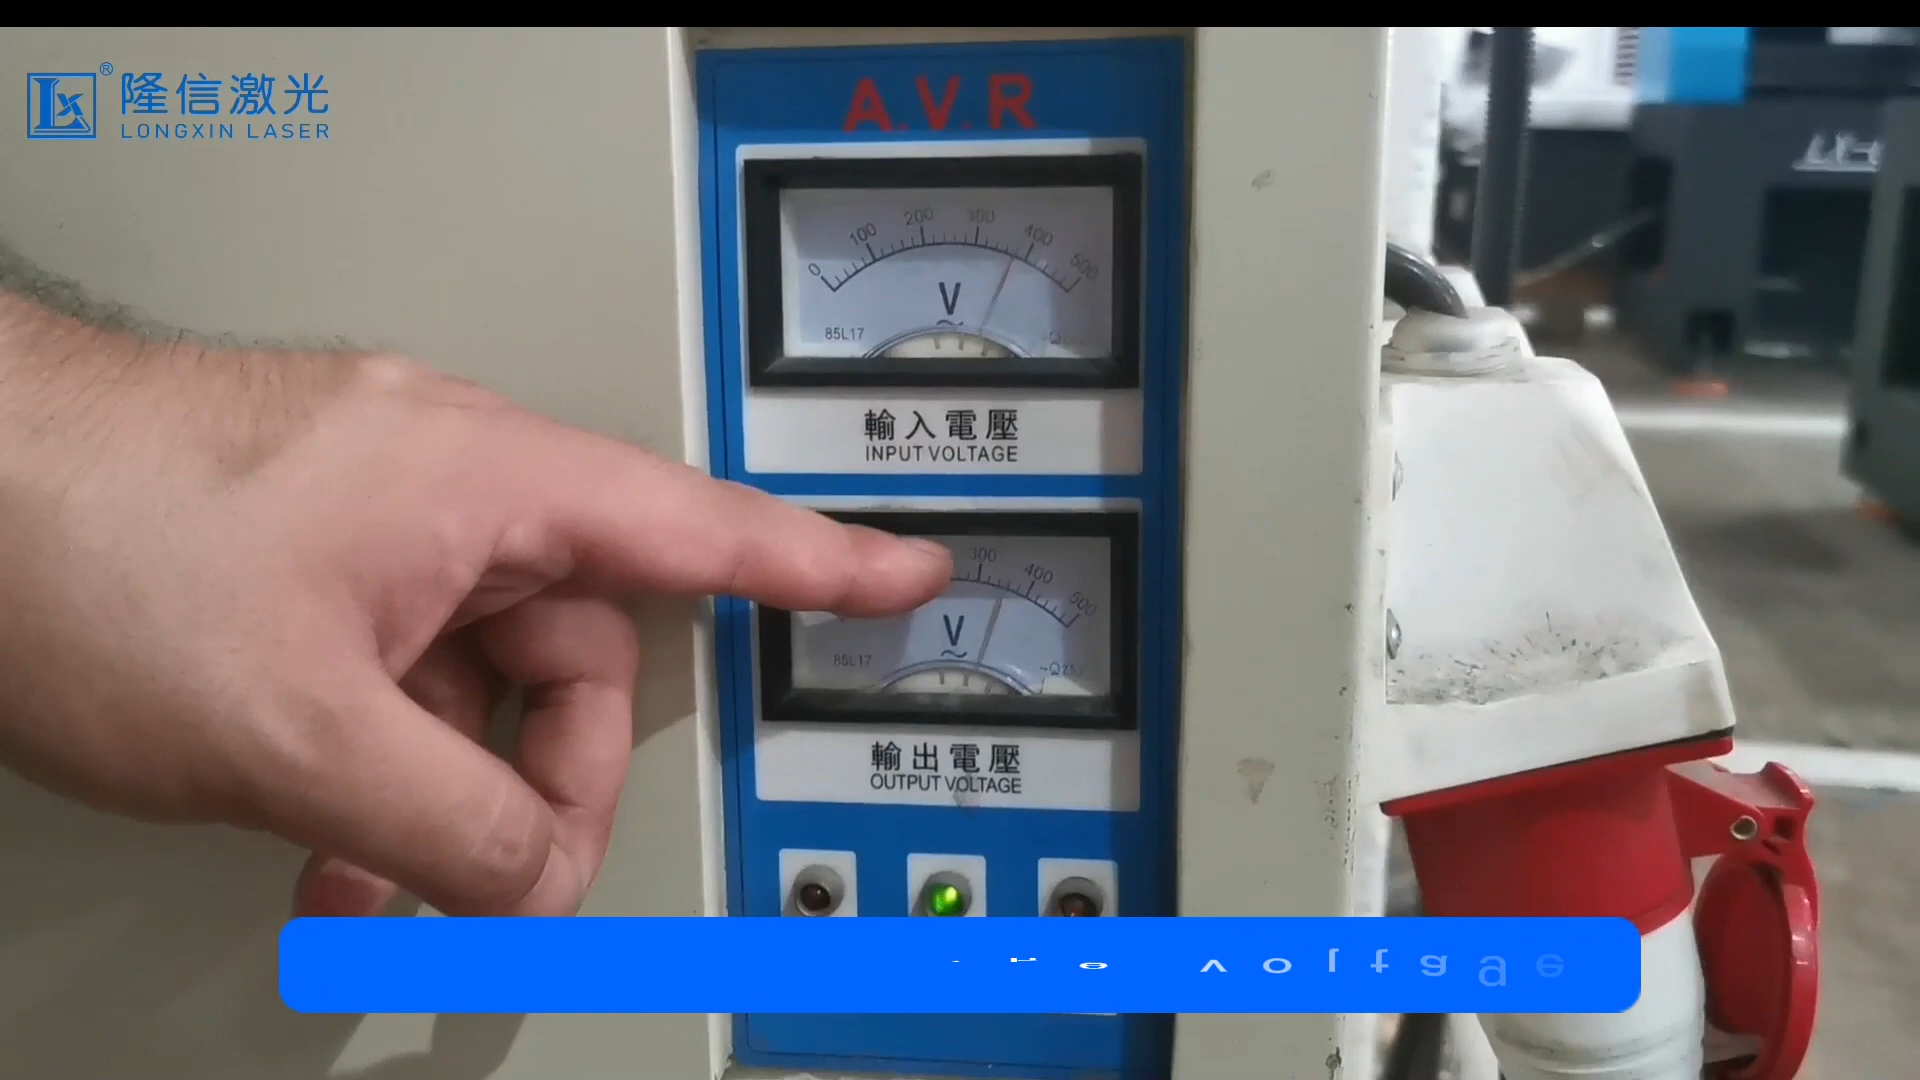 隆信激光®
LONGXIN LASER
A.V.R
0 100 200 300 400 500
V
85L17
輸入電壓
INPUT VOLTAGE
300 400 500
V
85L17
輸出電壓
OUTPUT VOLTAGE
voltage